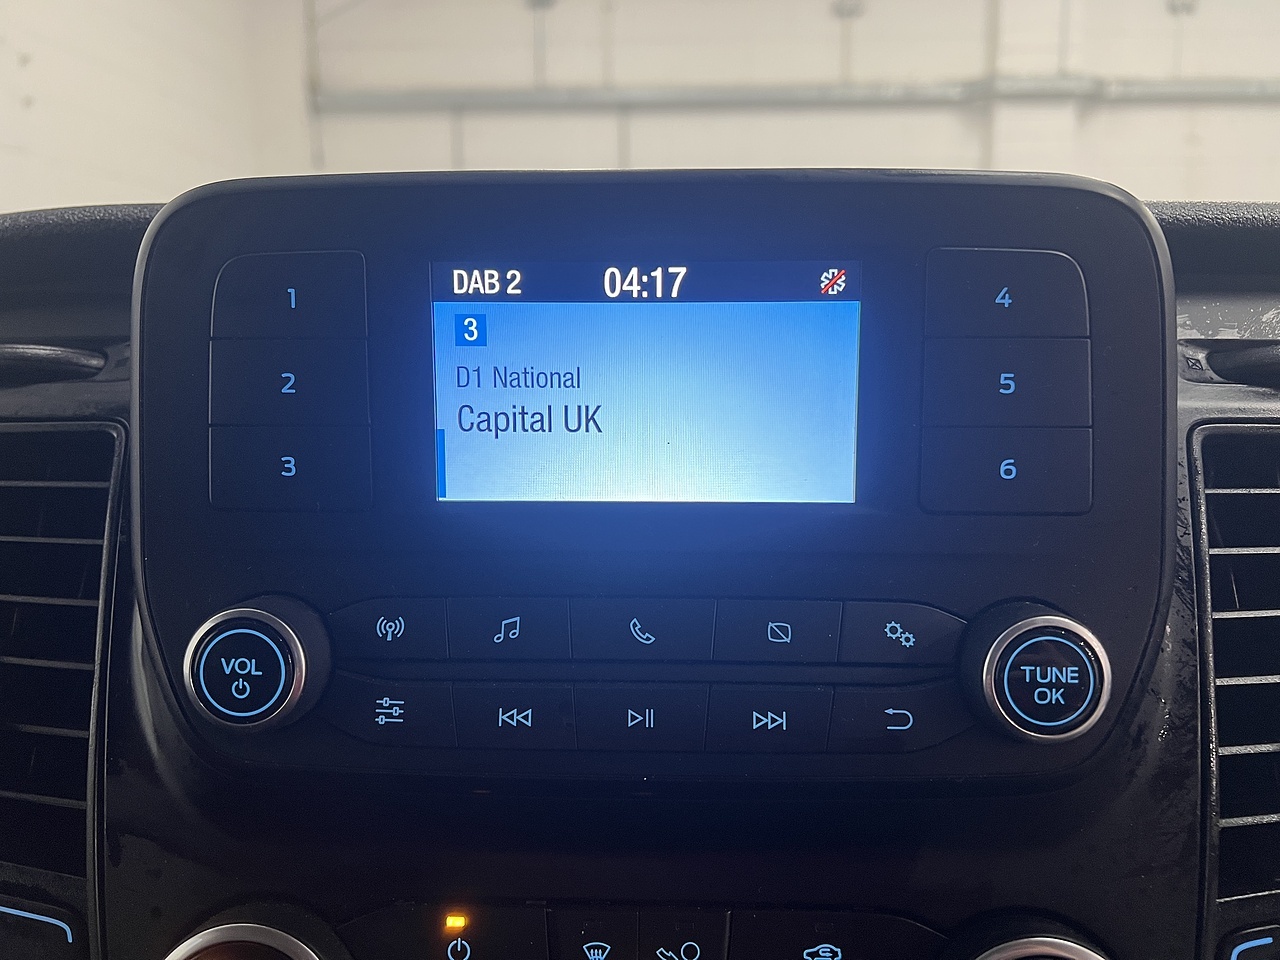 DAB 2 04:17
3
D1 National
Capital UK
1
2
3
4
5
6
VOL
TUNE
OK